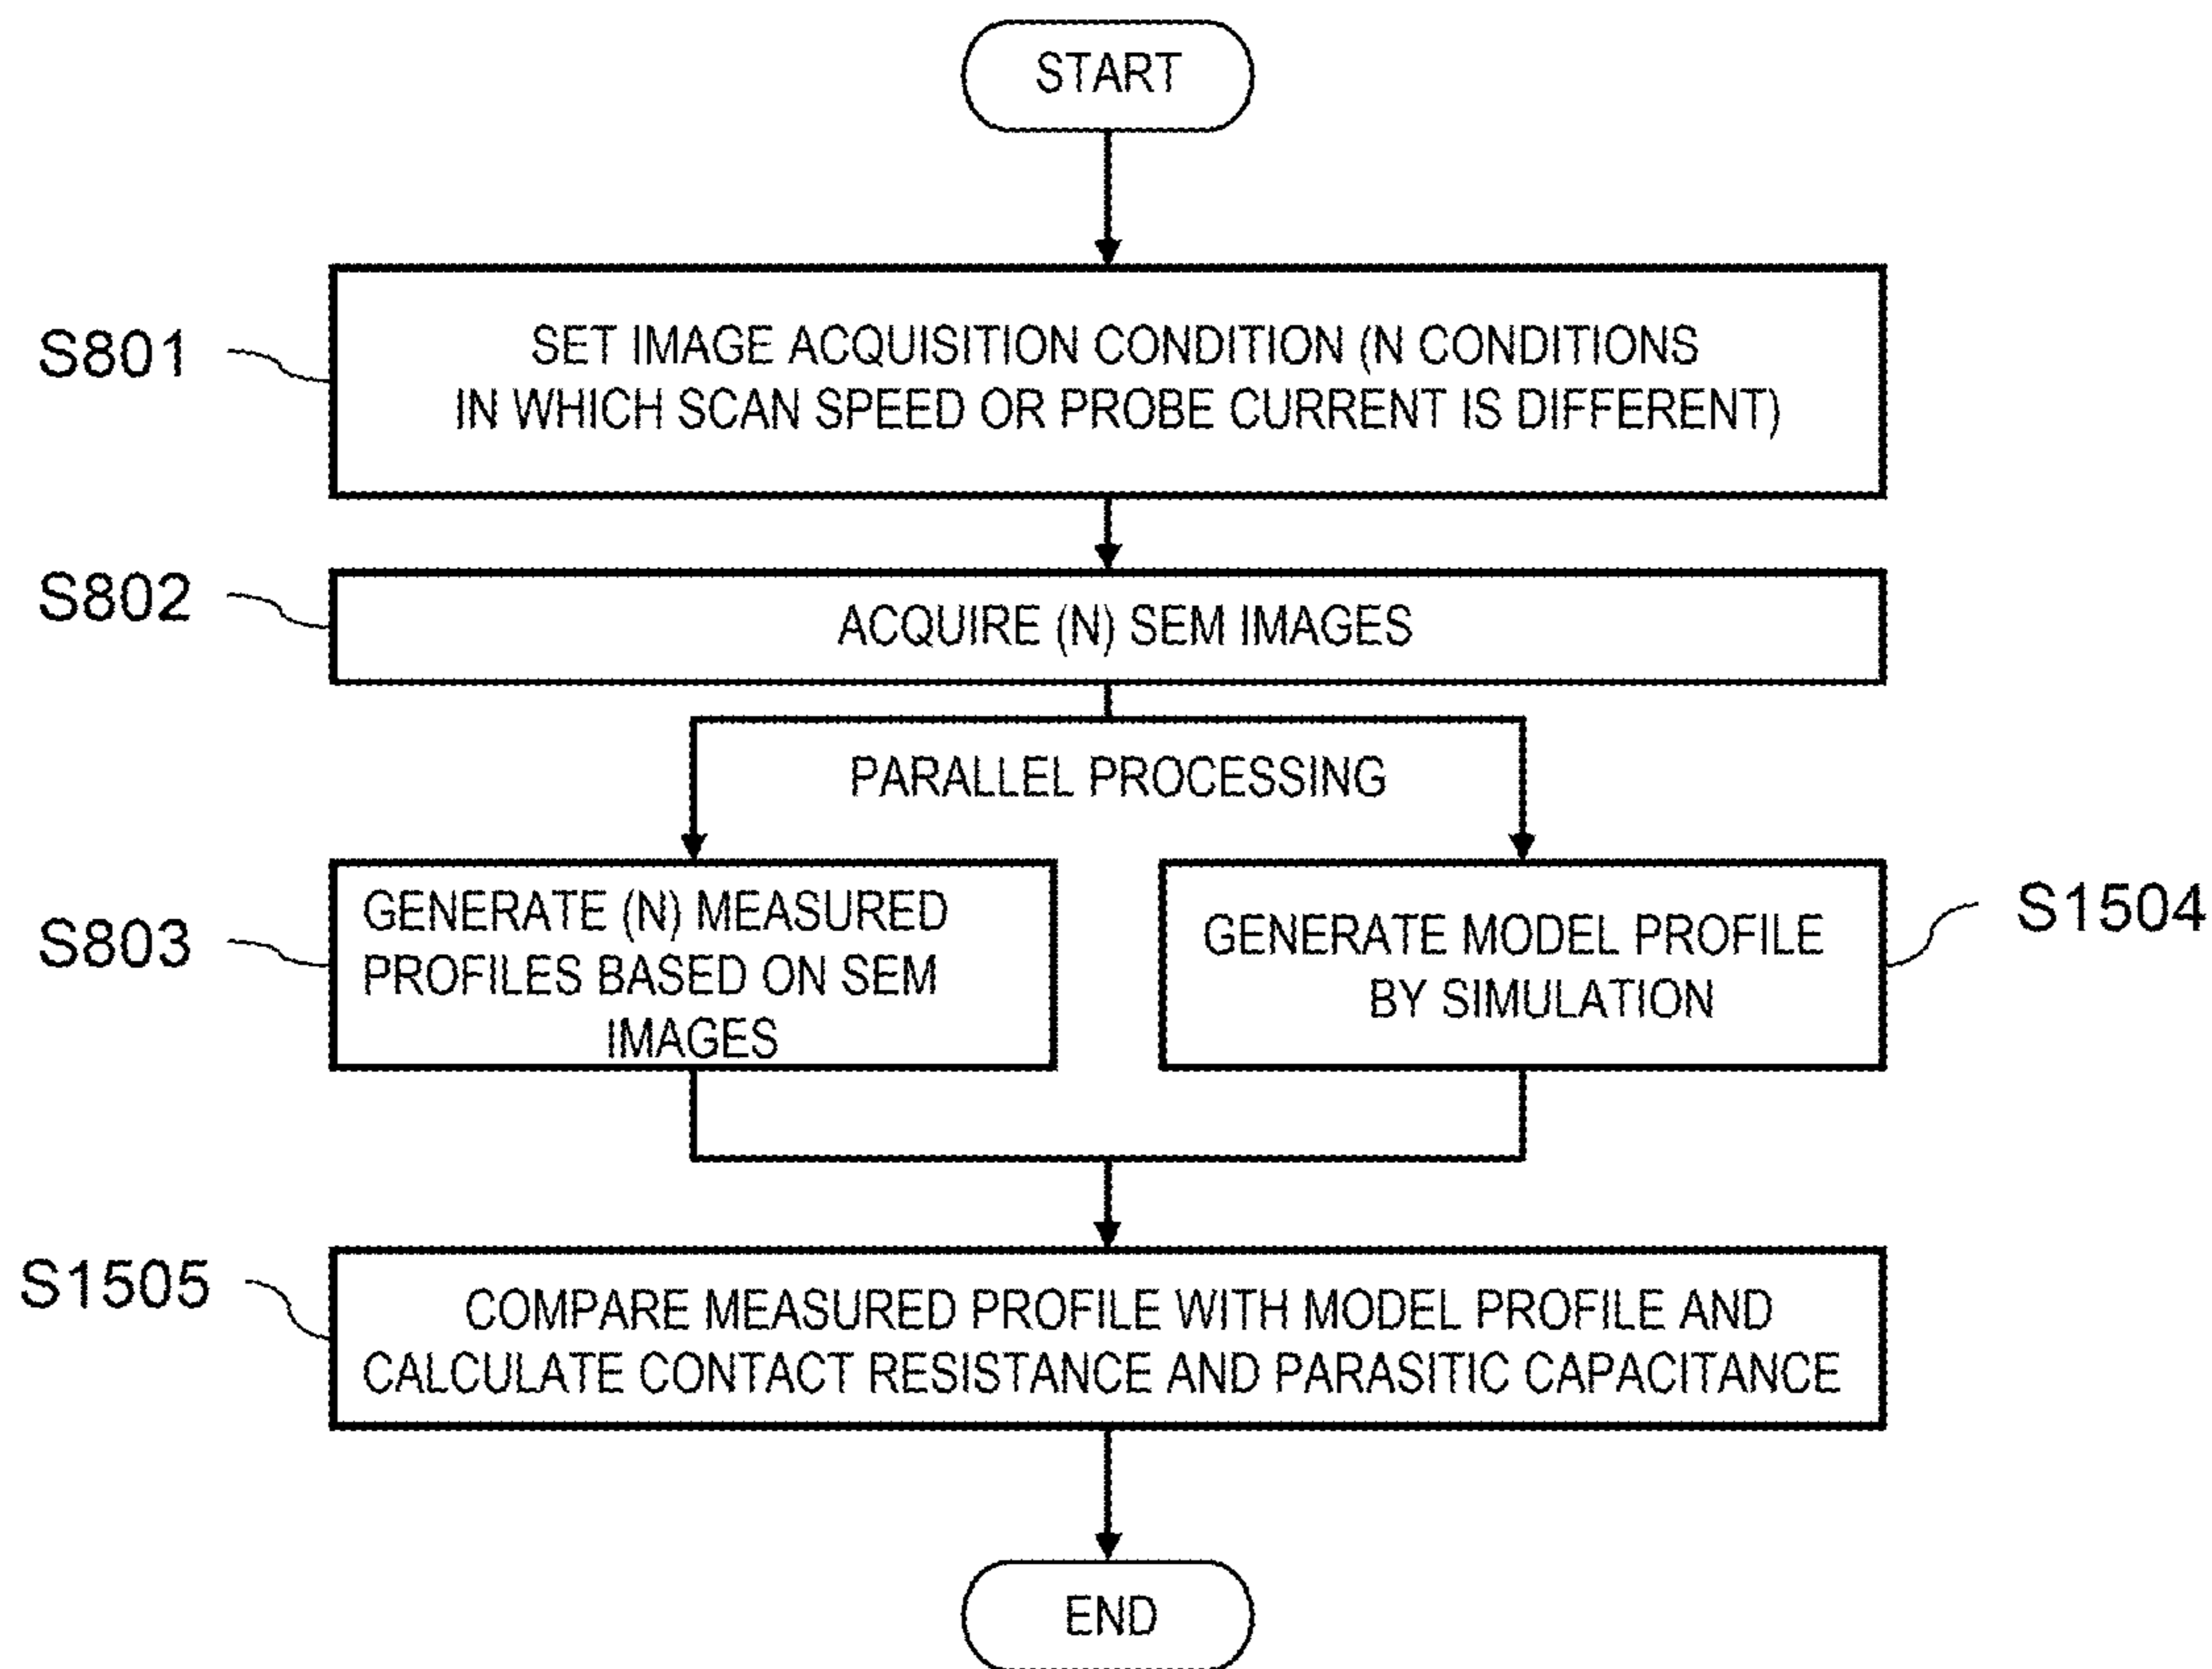 START
S801
SET IMAGE ACQUISITION CONDITION (N CONDITIONS
IN WHICH SCAN SPEED OR PROBE CURRENT IS DIFFERENT)
S802
ACQUIRE (N) SEM IMAGES
PARALLEL PROCESSING
S803
GENERATE (N) MEASURED
PROFILES BASED ON SEM
IMAGES
GENERATE MODEL PROFILE
BY SIMULATION
S1504
S1505
COMPARE MEASURED PROFILE WITH MODEL PROFILE AND
CALCULATE CONTACT RESISTANCE AND PARASITIC CAPACITANCE
END